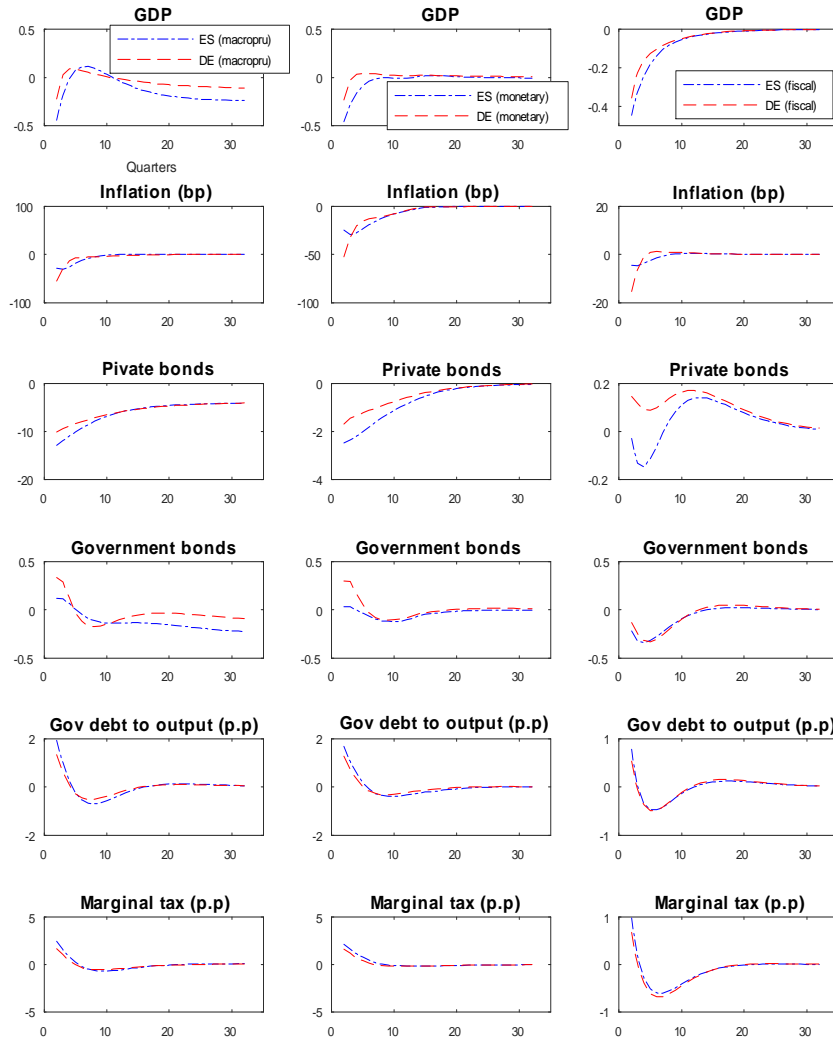 GDP
0.5
0
-0.5
0 10 20 30
ES (macropru)
DE (macropru)
Quarters
GDP
0.5
0
-0.5
0 10 20 30
ES (monetary)
DE (monetary)
GDP
0
-0.2
-0.4
0 10 20 30
ES (fiscal)
DE (fiscal)
Inflation (bp)
100
0
-100
0 10 20 30
Inflation (bp)
0
-50
-100
0 10 20 30
Inflation (bp)
20
0
-20
0 10 20 30
Pivate bonds
0
-10
-20
0 10 20 30
Private bonds
0
-2
-4
0 10 20 30
Private bonds
0.2
0
-0.2
0 10 20 30
Government bonds
0.5
0
-0.5
0 10 20 30
Government bonds
0.5
0
-0.5
0 10 20 30
Government bonds
0.5
0
-0.5
0 10 20 30
Gov debt to output (p.p)
2
0
-2
0 10 20 30
Gov debt to output (p.p)
2
0
-2
0 10 20 30
Gov debt to output (p.p)
1
0
-1
0 10 20 30
Marginal tax (p.p)
5
0
-5
0 10 20 30
Marginal tax (p.p)
5
0
-5
0 10 20 30
Marginal tax (p.p)
1
0
-1
0 10 20 30